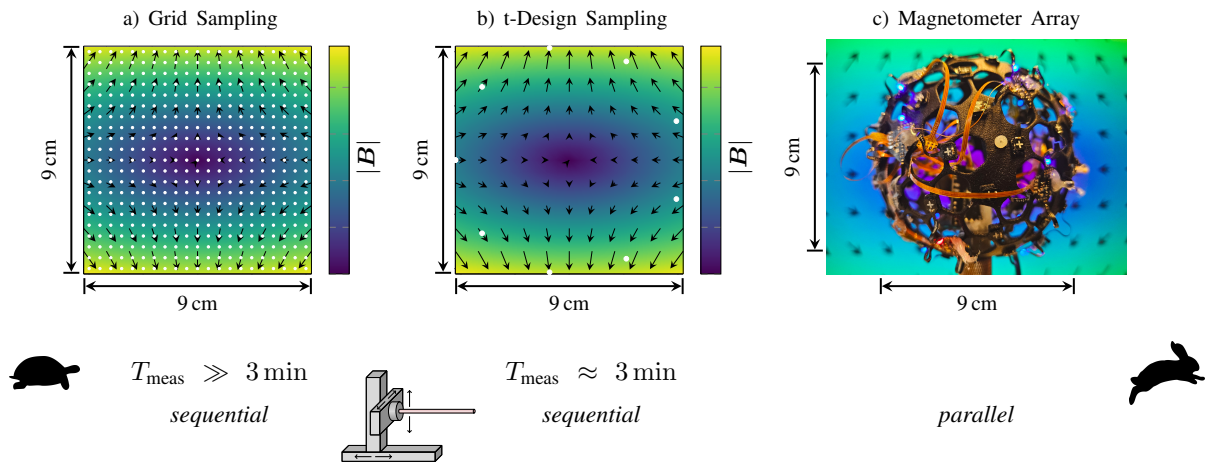 a) Grid Sampling
b) t-Design Sampling
c) Magnetometer Array
9 cm
|B|
9 cm
|B|
9 cm
9 cm
9 cm
9 cm
T_meas ≫ 3 min
T_meas ≈ 3 min
sequential
sequential
parallel